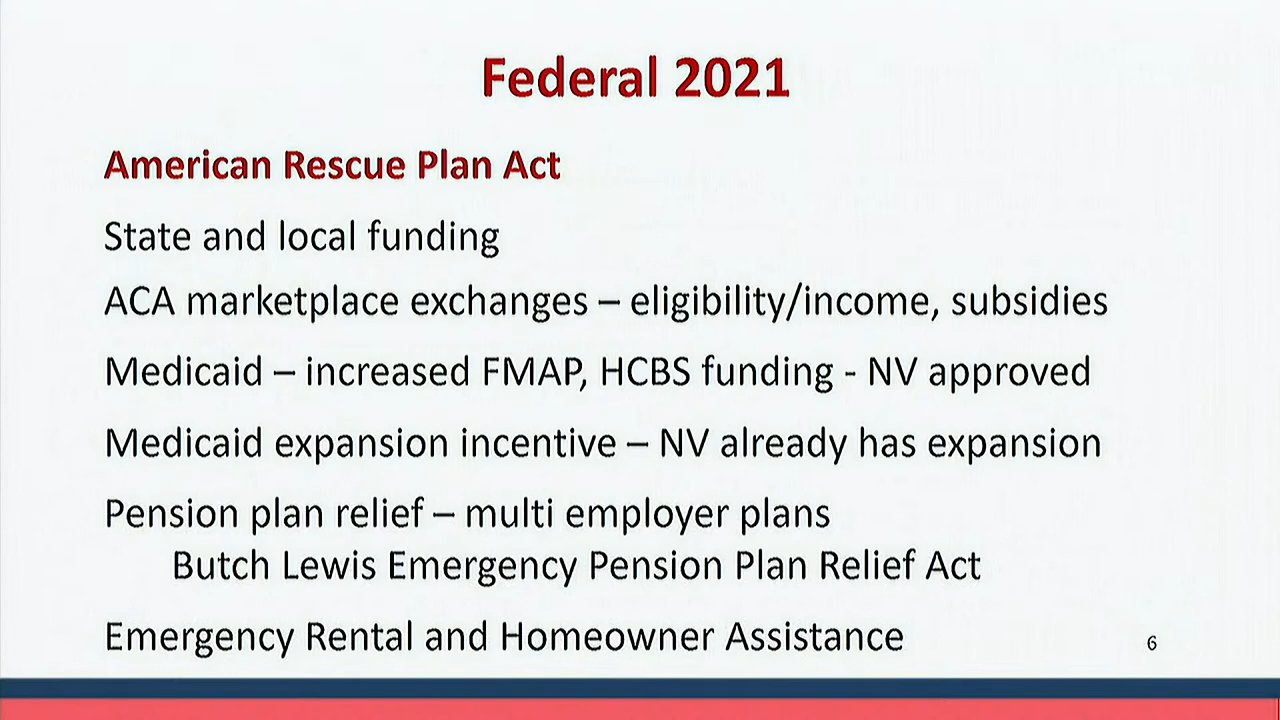 Federal 2021
American Rescue Plan Act
State and local funding
ACA marketplace exchanges – eligibility/income, subsidies
Medicaid – increased FMAP, HCBS funding - NV approved
Medicaid expansion incentive – NV already has expansion
Pension plan relief – multi employer plans
Butch Lewis Emergency Pension Plan Relief Act
Emergency Rental and Homeowner Assistance
6